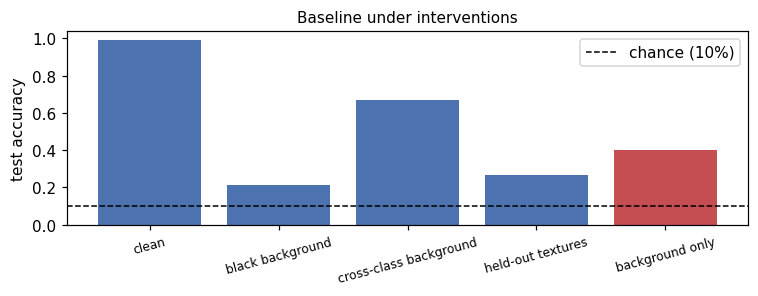 Baseline under interventions
test accuracy
1.0
0.8
0.6
0.4
0.2
0.0
chance (10%)
clean
black background
cross-class background
held-out textures
background only